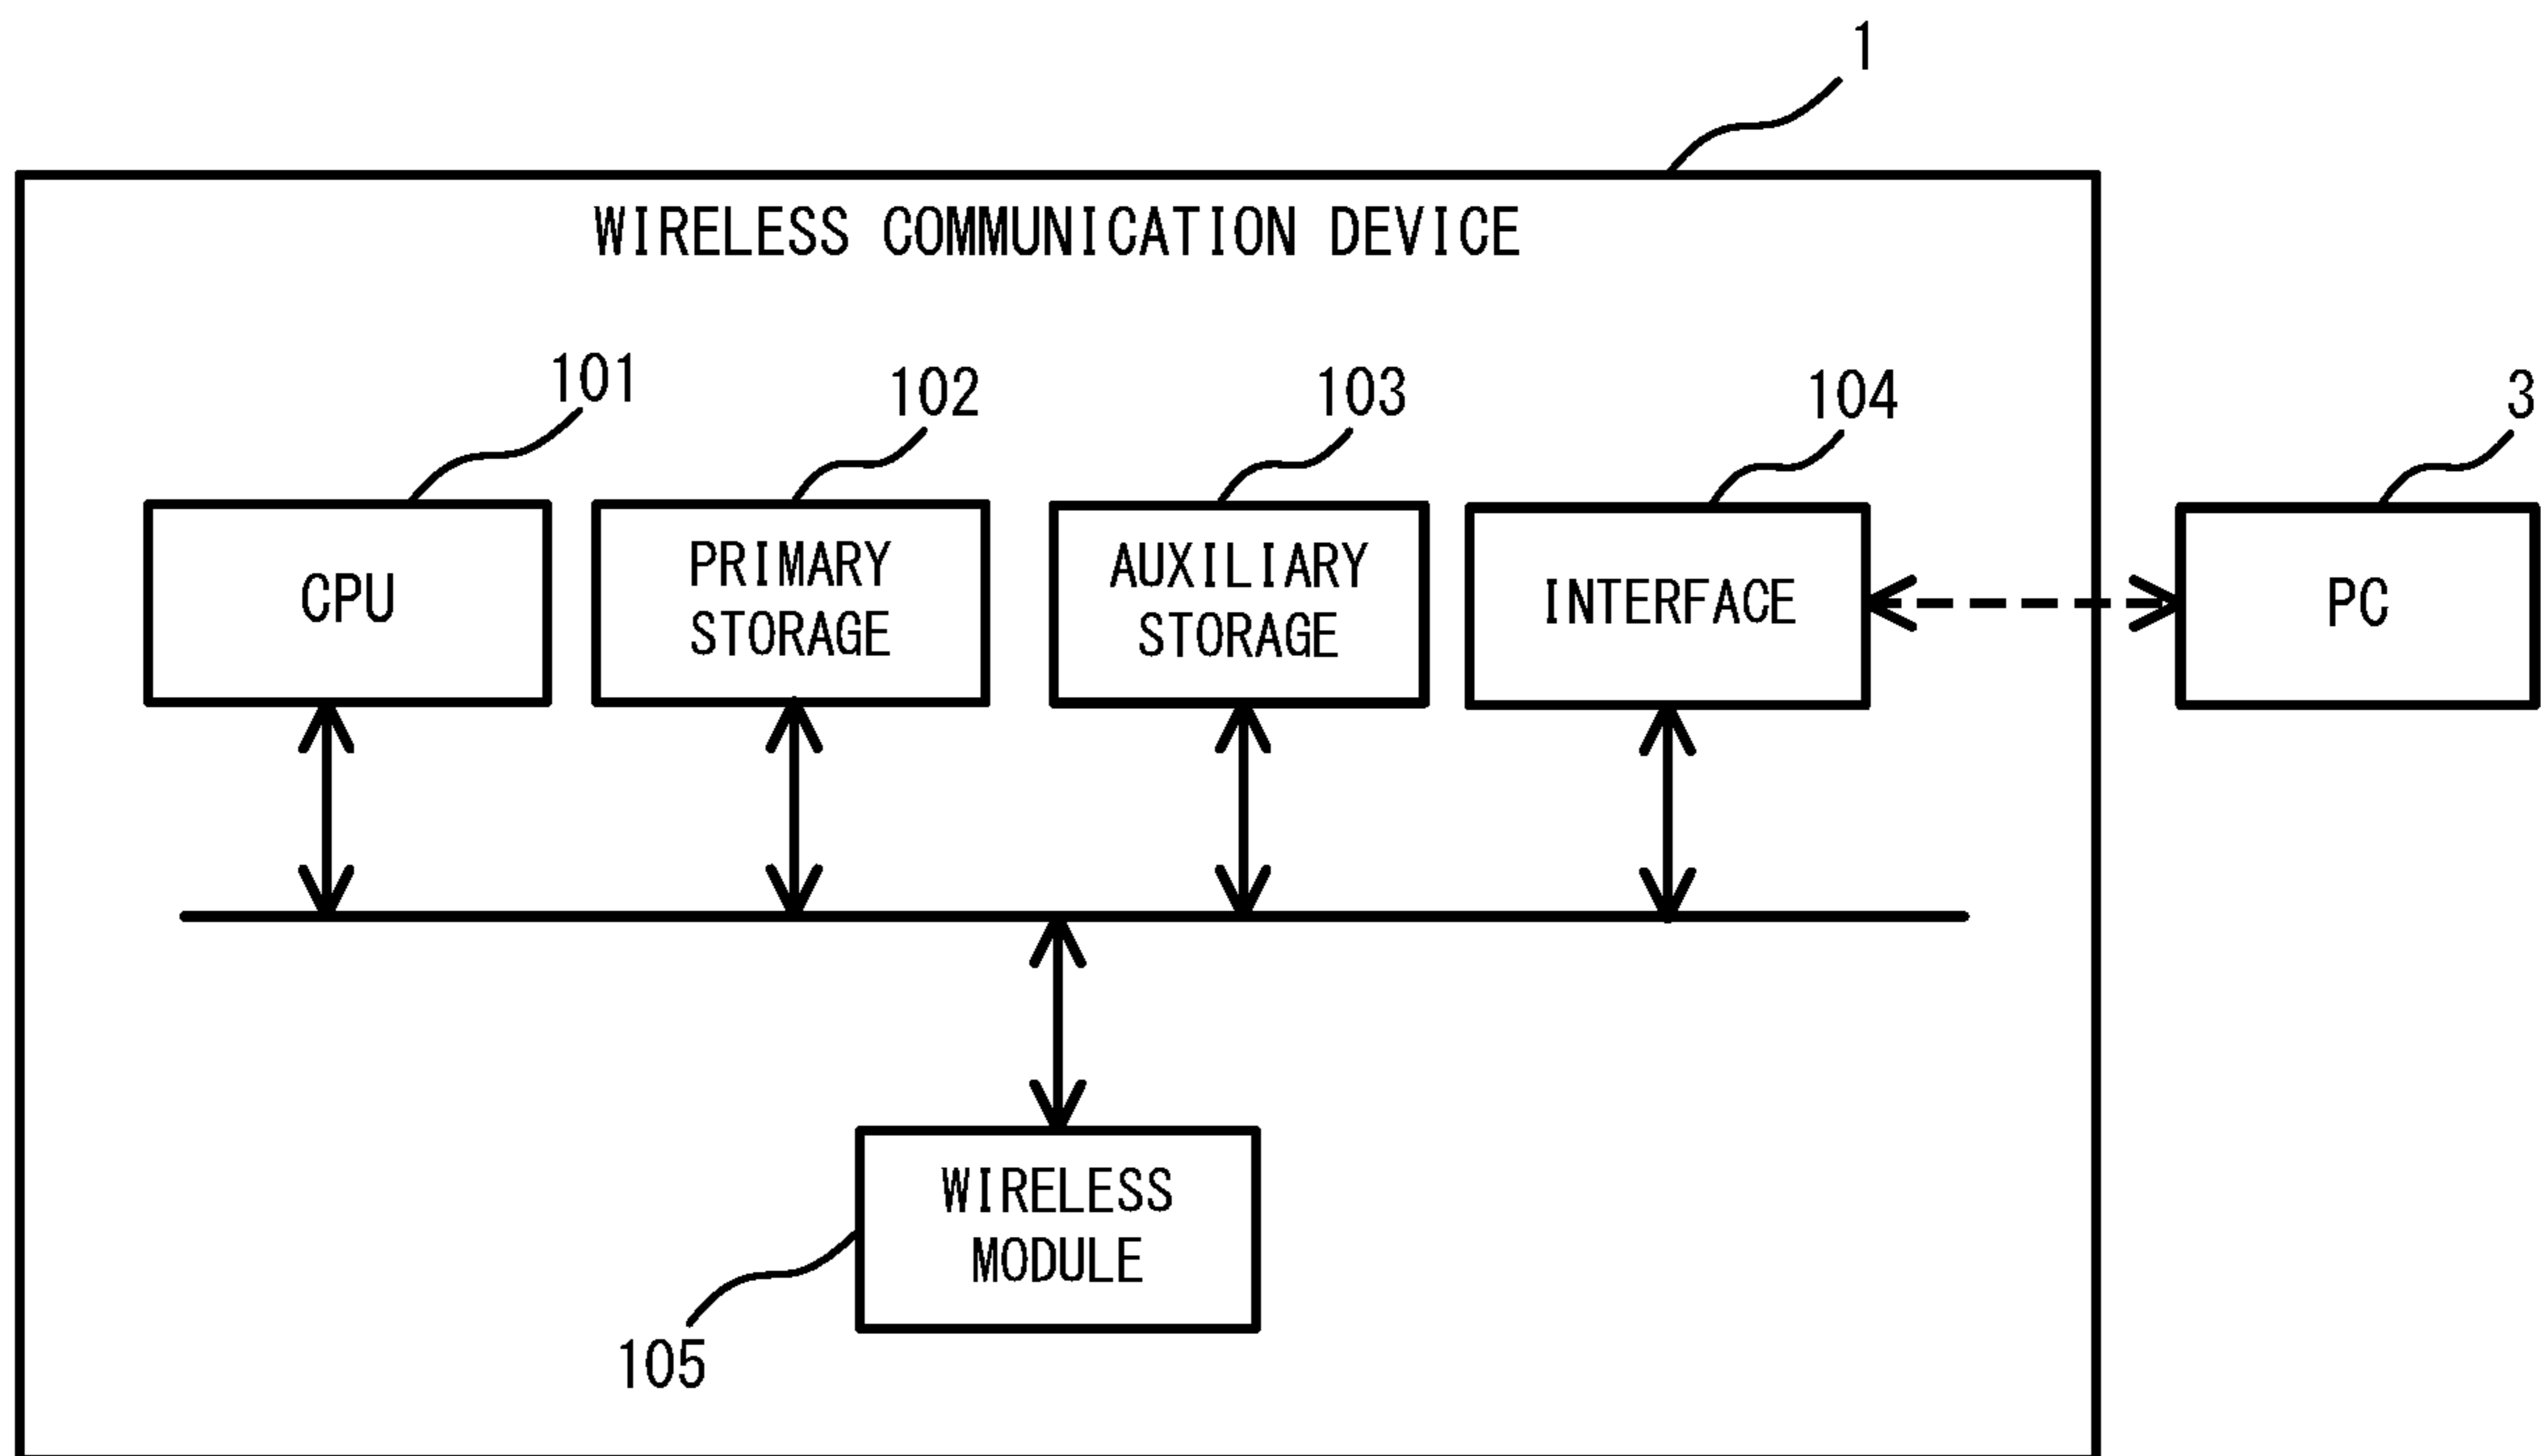 1
WIRELESS COMMUNICATION DEVICE
101
102
103
104
3
CPU
PRIMARY
STORAGE
AUXILIARY
STORAGE
INTERFACE
PC
WIRELESS
MODULE
105